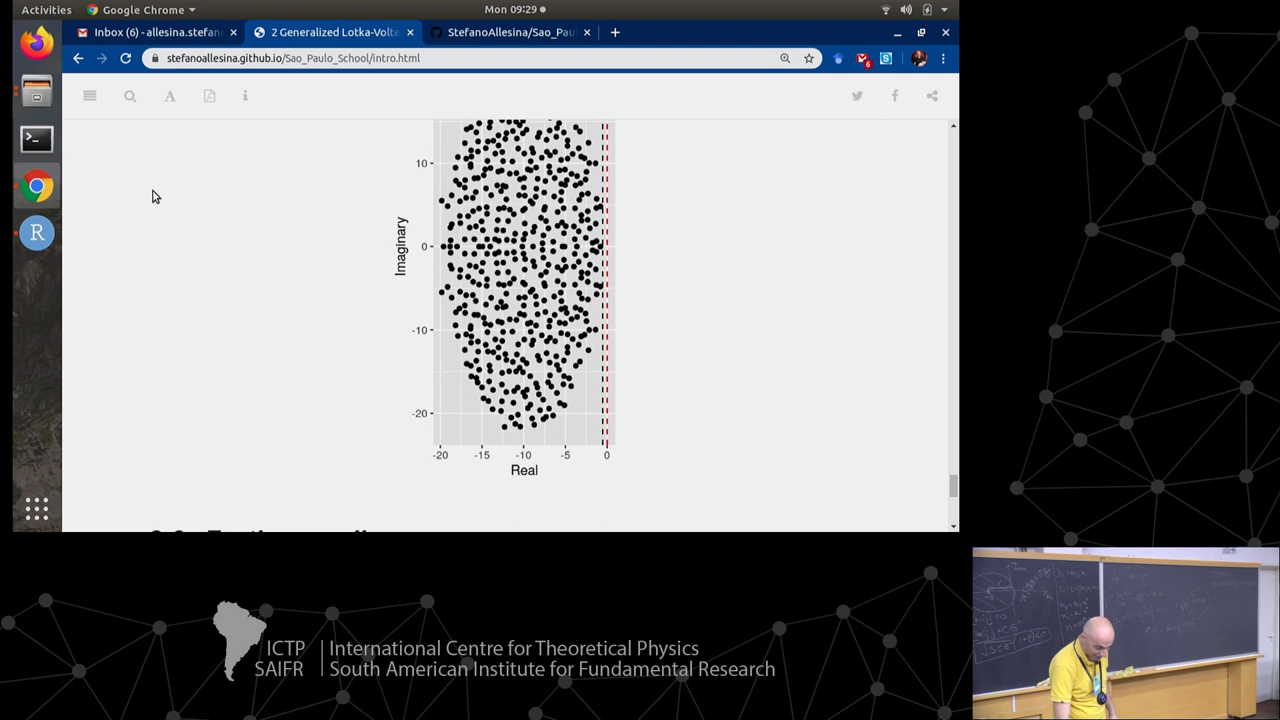 Activities Google Chrome Mon 09:29
Inbox (6) - allesina.stefan 2 Generalized Lotka-Volte StefanoAllesina/Sao_Pau
stefanoallesina.github.io/Sao_Paulo_School/intro.html
6
A
i
R
Imaginary
10
0
-10
-20
-20 -15 -10 -5 0
Real
ICTP International Centre for Theoretical Physics
SAIFR South American Institute for Fundamental Research